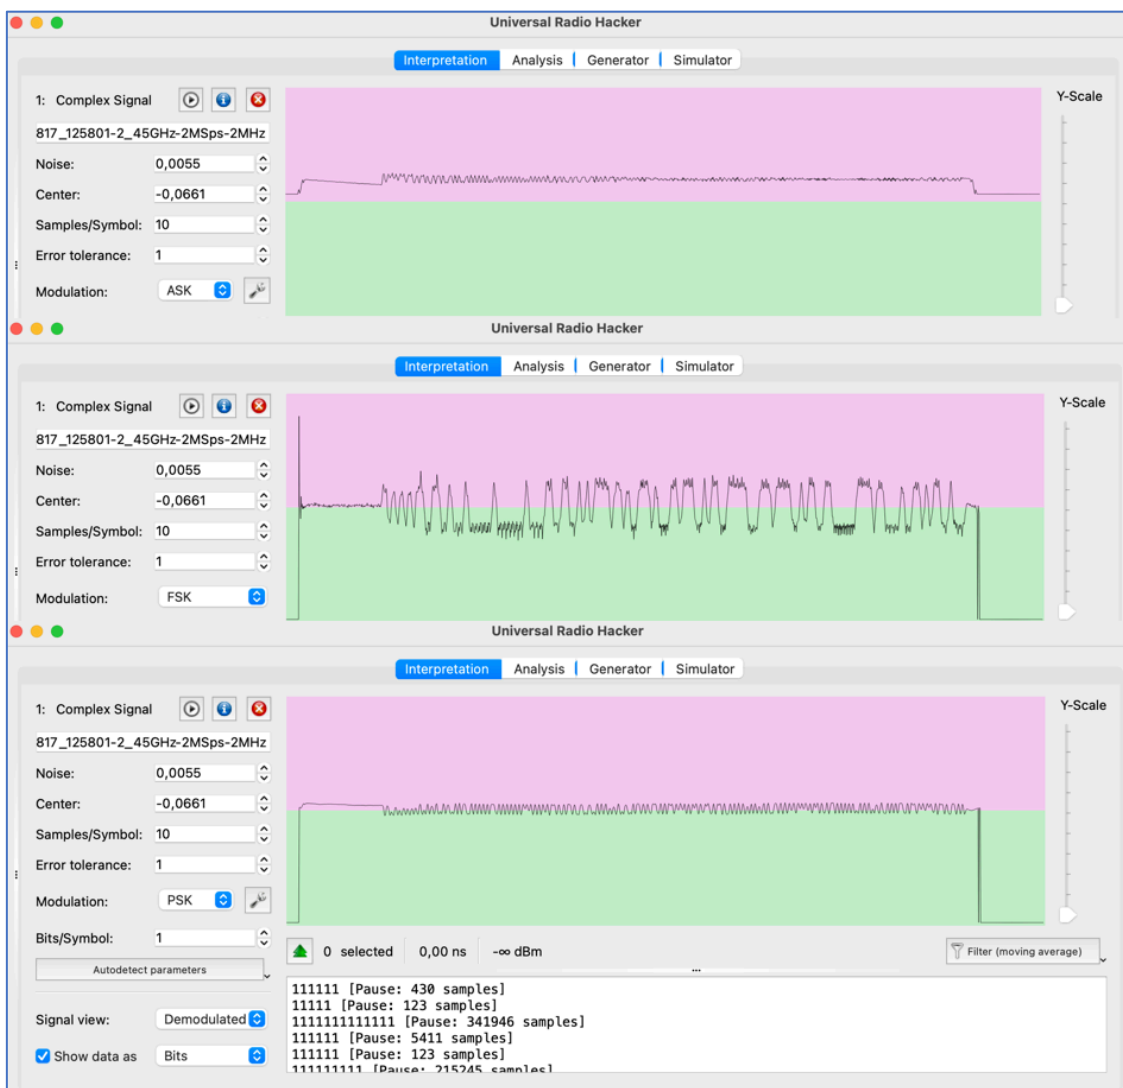 Universal Radio Hacker
Interpretation Analysis Generator Simulator
1: Complex Signal
Y-Scale
817_125801-2_45GHz-2MSps-2MHz
Noise: 0,0055
Center: -0,0661
Samples/Symbol: 10
Error tolerance: 1
Modulation: ASK
Universal Radio Hacker
Interpretation Analysis Generator Simulator
1: Complex Signal
Y-Scale
817_125801-2_45GHz-2MSps-2MHz
Noise: 0,0055
Center: -0,0661
Samples/Symbol: 10
Error tolerance: 1
Modulation: FSK
Universal Radio Hacker
Interpretation Analysis Generator Simulator
1: Complex Signal
Y-Scale
817_125801-2_45GHz-2MSps-2MHz
Noise: 0,0055
Center: -0,0661
Samples/Symbol: 10
Error tolerance: 1
Modulation: PSK
Bits/Symbol: 1
0 selected 0,00 ns -∞ dBm Filter (moving average)
Autodetect parameters
111111 [Pause: 430 samples]
11111 [Pause: 123 samples]
1111111111111 [Pause: 341946 samples]
111111 [Pause: 5411 samples]
111111 [Pause: 123 samples]
111111111 [Pause: 215245 samples]
Signal view: Demodulated
Show data as Bits